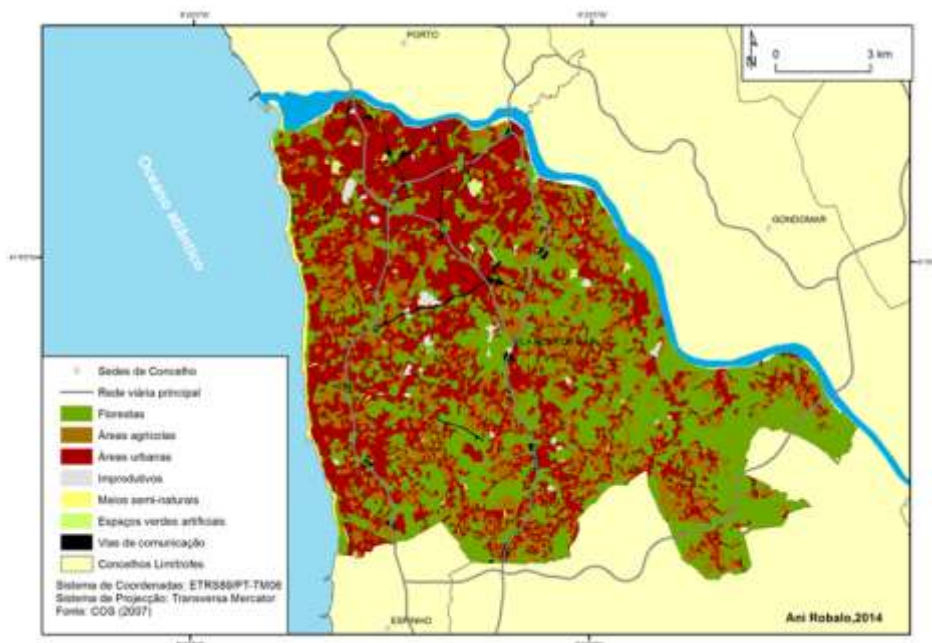 PORTO
N
0 3 km
Oceano Atlântico
GONDOMAR
Sedes de Concelho
Rede viária principal
Florestas
Áreas agrícolas
Áreas urbanas
Improdutivos
Meios semi-naturais
Espaços verdes artificiais
Vias de comunicação
Concelhos Limítrofes
Sistema de Coordenadas: ETRS89/PT-TM06
Sistema de Projecção: Transversa Mercator
Fonte: COS (2007)
ESPINHO
Ani Robalo,2014